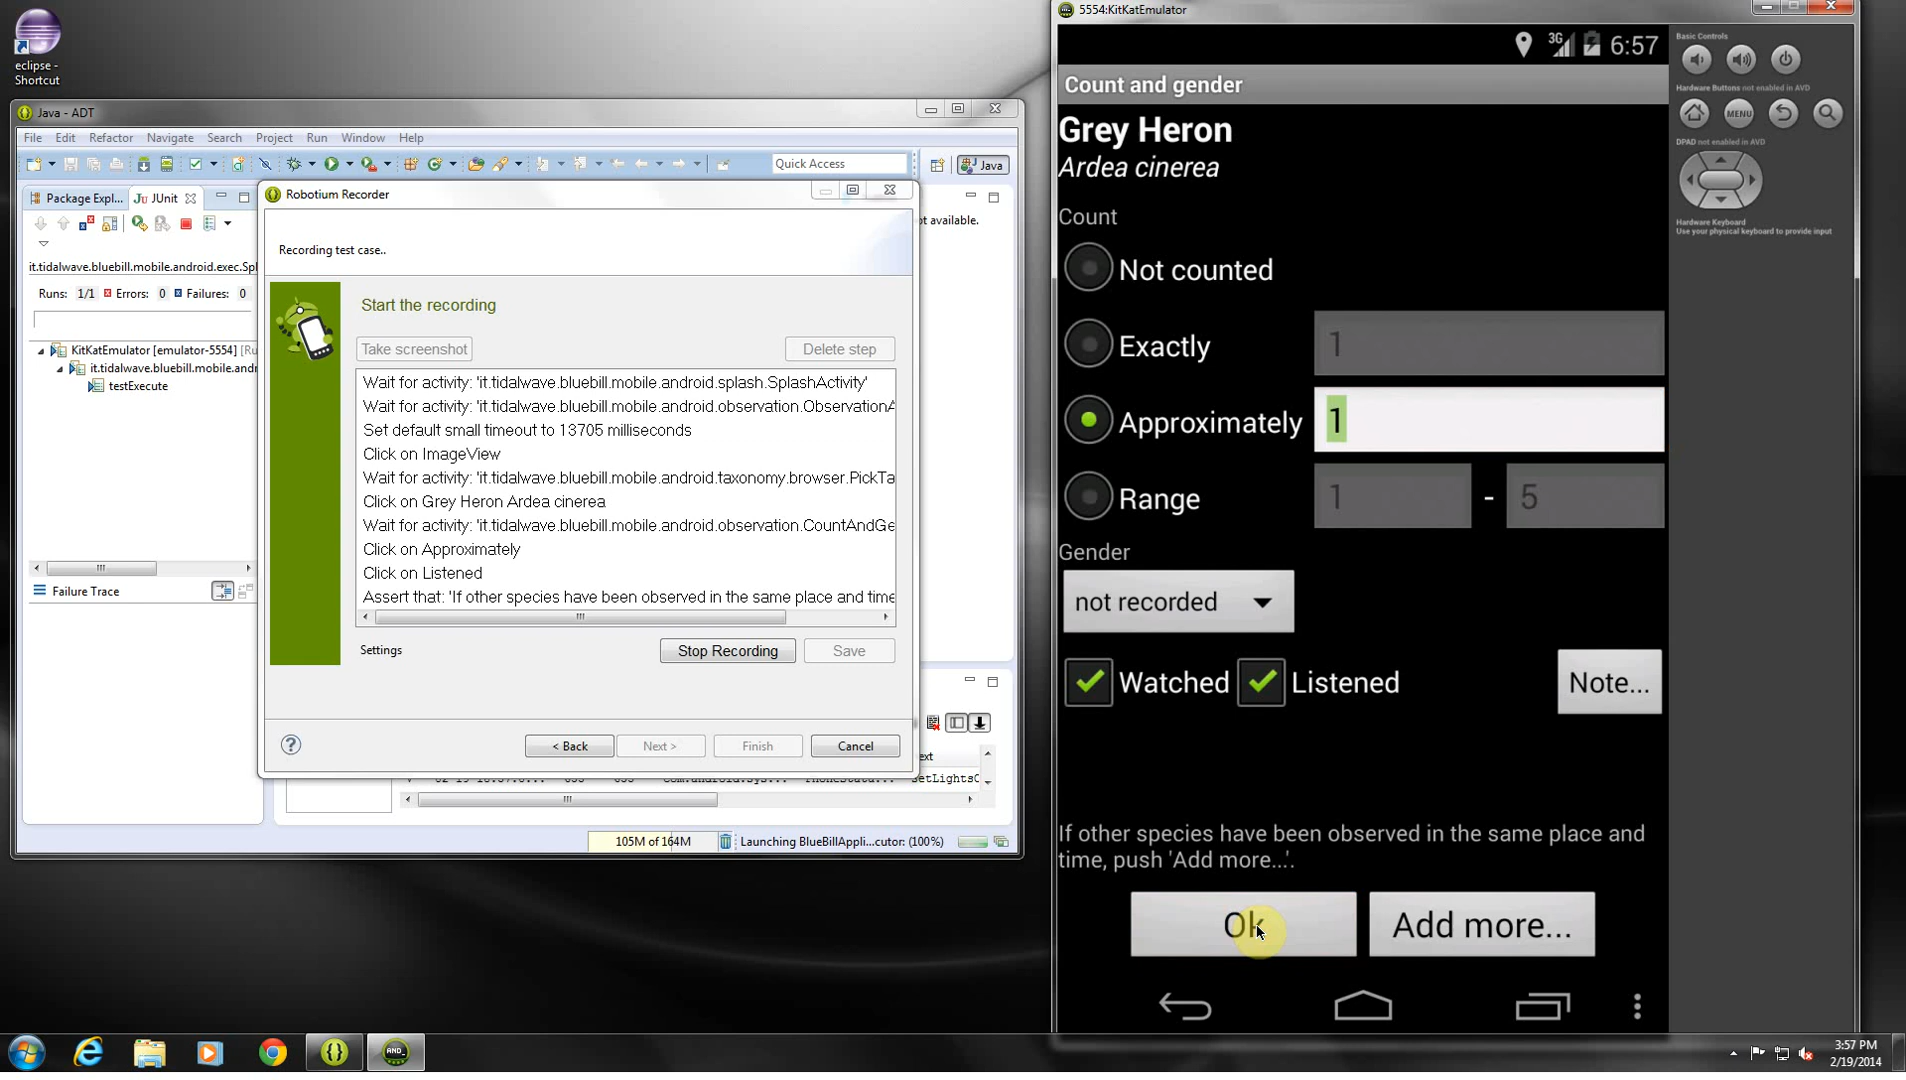 eclipse -
Shortcut
Java - ADT
File Edit Refactor Navigate Search Project Run Window Help
Quick Access
Java
Package Expl...
JUnit
it.tidalwave.bluebill.mobile.android.exec.Spl
Runs: 1/1 Errors: 0 Failures: 0
KitKatEmulator [emulator-5554] [Ru
it.tidalwave.bluebill.mobile.and
testExecute
Failure Trace
ot available.
Robotium Recorder
Recording test case..
Start the recording
Take screenshot
Delete step
Wait for activity: 'it.tidalwave.bluebill.mobile.android.splash.SplashActivity'
Wait for activity: 'it.tidalwave.bluebill.mobile.android.observation.ObservationA
Set default small timeout to 13705 milliseconds
Click on ImageView
Wait for activity: 'it.tidalwave.bluebill.mobile.android.taxonomy.browser.PickTa
Click on Grey Heron Ardea cinerea
Wait for activity: 'it.tidalwave.bluebill.mobile.android.observation.CountAndGe
Click on Approximately
Click on Listened
Assert that: 'If other species have been observed in the same place and time
Settings
Stop Recording
Save
?
< Back
Next >
Finish
Cancel
ext
etLightsC
105M of 164M
Launching BlueBillAppli...cutor: (100%)
5554:KitKatEmulator
3G
6:57
Count and gender
Grey Heron
Ardea cinerea
Count
Not counted
Exactly
1
Approximately
1
Range
1 - 5
Gender
not recorded
Watched
Listened
Note...
If other species have been observed in the same place and
time, push 'Add more...'.
Ok
Add more...
Basic Controls
Hardware Buttons not enabled in AVD
MENU
DPAD not enabled in AVD
Hardware Keyboard
Use your physical keyboard to provide input
AND_
3:57 PM
2/19/2014